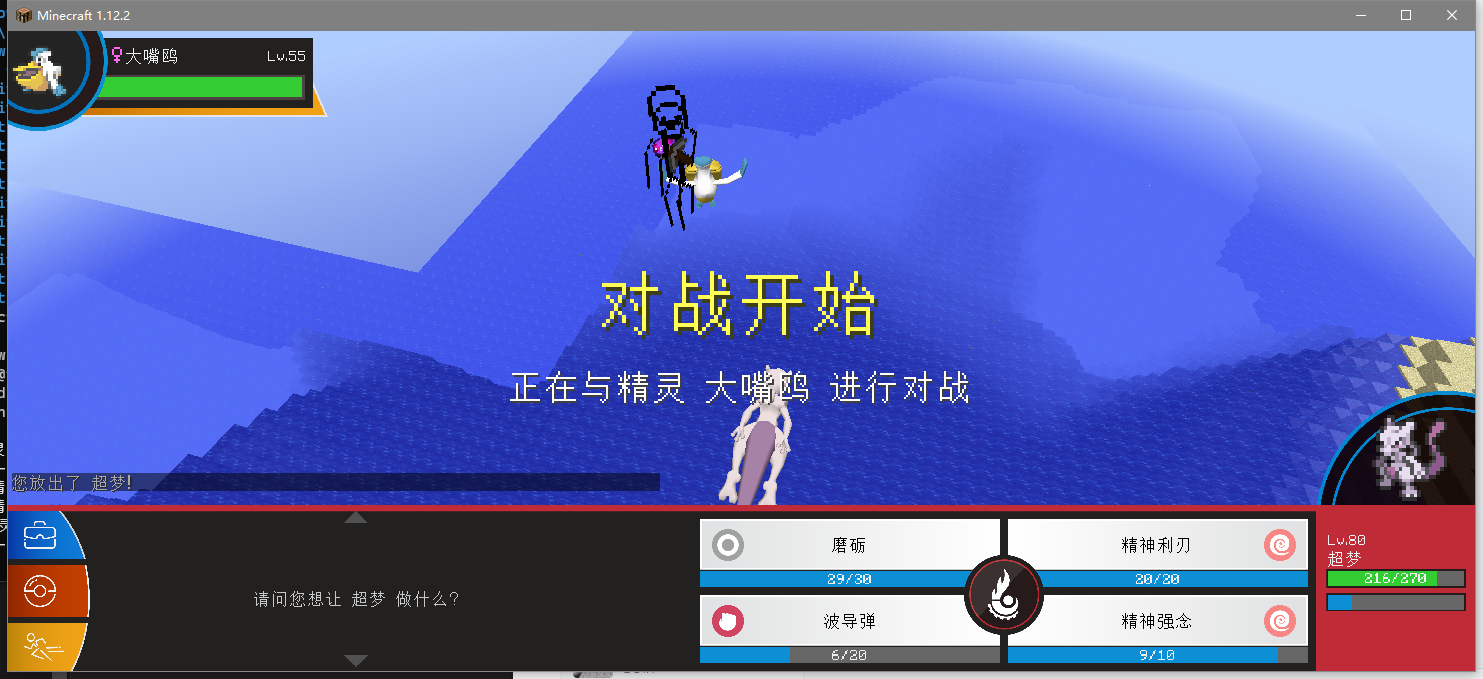 Minecraft 1.12.2
♀大嘴鸥 Lv.55
对战开始
正在与精灵 大嘴鸥 进行对战
您放出了 超梦!
请问您想让 超梦 做什么?
磨砺
29/30
精神利刃
20/20
波导弹
6/20
精神强念
9/10
Lv.80
超梦
216/270